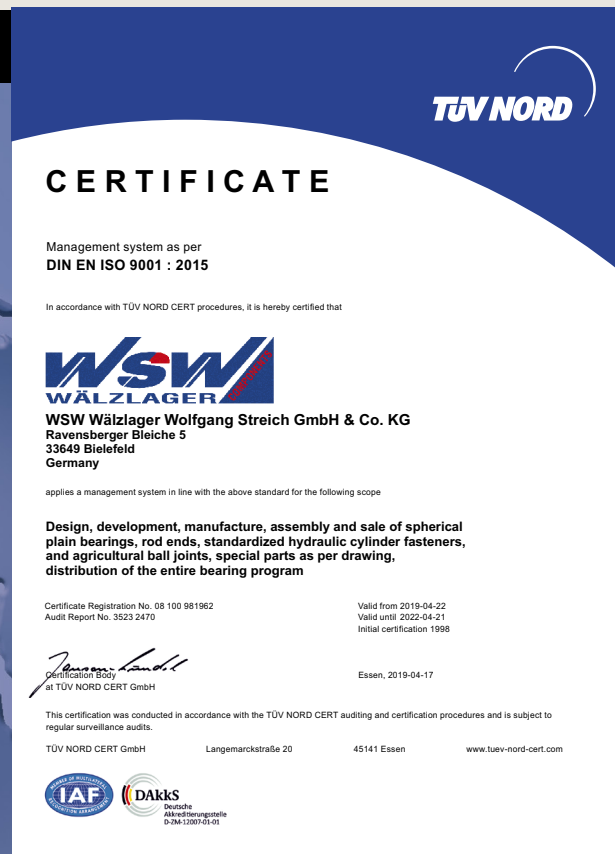 TÜV NORD
CERTIFICATE
Management system as per
DIN EN ISO 9001 : 2015
In accordance with TÜV NORD CERT procedures, it is hereby certified that
WSW
WÄLZLAGER
WSW Wälzlager Wolfgang Streich GmbH & Co. KG
Ravensberger Bleiche 5
33649 Bielefeld
Germany
applies a management system in line with the above standard for the following scope
Design, development, manufacture, assembly and sale of spherical
plain bearings, rod ends, standardized hydraulic cylinder fasteners,
and agricultural ball joints, special parts as per drawing,
distribution of the entire bearing program
Certificate Registration No. 08 100 981962
Audit Report No. 3523 2470
Valid from 2019-04-22
Valid until 2022-04-21
Initial certification 1998
Certification Body
at TÜV NORD CERT GmbH
Essen, 2019-04-17
This certification was conducted in accordance with the TÜV NORD CERT auditing and certification procedures and is subject to
regular surveillance audits.
TÜV NORD CERT GmbH Langemarckstraße 20 45141 Essen www.tuev-nord-cert.com
MEMBER OF MULTILATERAL
IAF
RECOGNITION ARRANGEMENT
DAkkS
Deutsche
Akkreditierungsstelle
D-ZM-12007-01-01